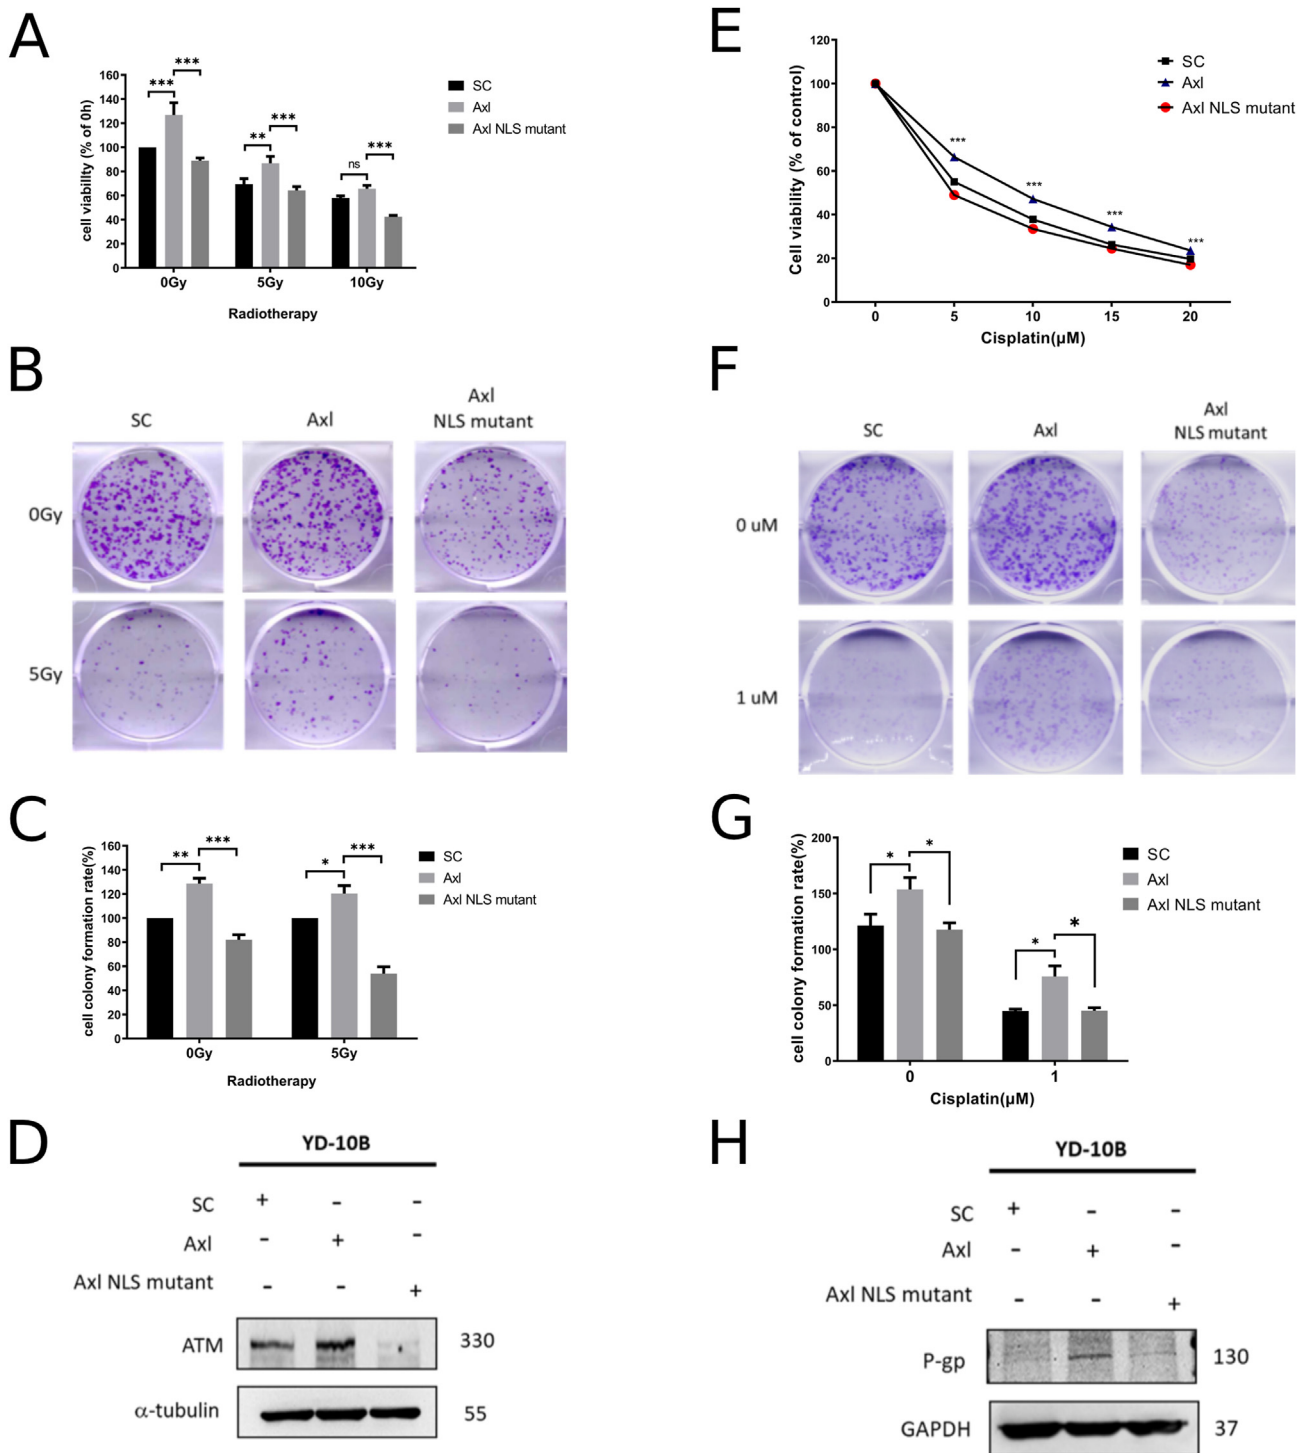 A
cell viability (% of 0h)
160
140
120
100
80
60
40
20
0
*** ***
** ***
ns ***
0Gy 5Gy 10Gy
Radiotherapy
SC
Axl
Axl NLS mutant
B
SC Axl Axl
NLS mutant
0Gy
5Gy
C
cell colony formation rate(%)
160
140
120
100
80
60
40
20
0
** ***
* ***
0Gy 5Gy
Radiotherapy
SC
Axl
Axl NLS mutant
D
YD-10B
SC + - -
Axl - + -
Axl NLS mutant - - +
ATM 330
α-tubulin 55
E
Cell viability (% of control)
120
100
80
60
40
20
0
*** *** *** ***
0 5 10 15 20
Cisplatin(μM)
SC
Axl
Axl NLS mutant
F
SC Axl Axl
NLS mutant
0 uM
1 uM
G
cell colony formation rate(%)
200
150
100
50
0
* *
* *
0 1
Cisplatin(μM)
SC
Axl
Axl NLS mutant
H
YD-10B
SC + - -
Axl - + -
Axl NLS mutant - - +
P-gp 130
GAPDH 37